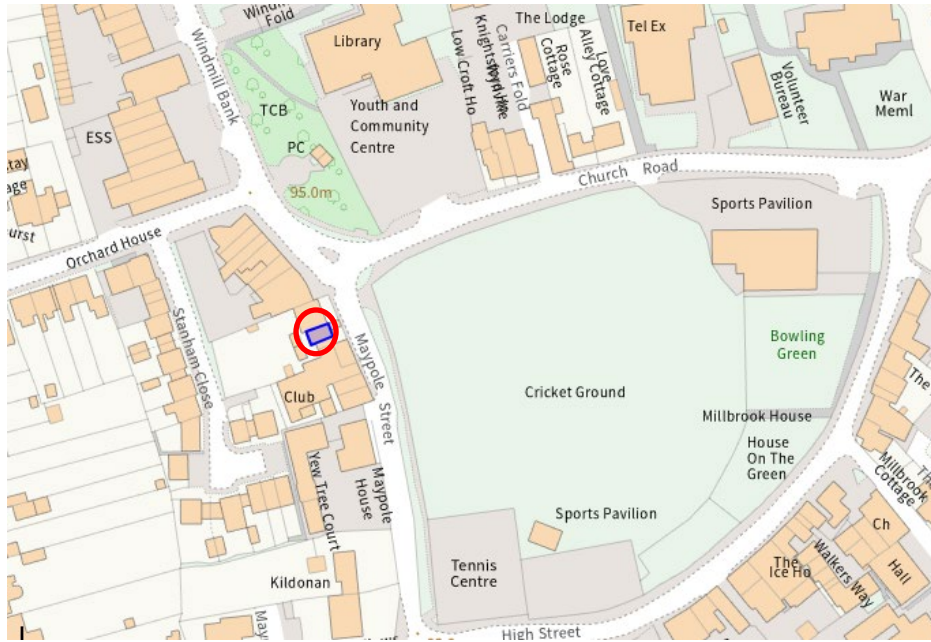 Windmill
Fold
Windmill Bank
Library
The Lodge
Low Croft Ho
Carriers Fold
Rose
Cottage
Love
Alley Cottage
Tel Ex
Volunteer
Bureau
War
Meml
TCB
ESS
PC
Youth and
Community
Centre
95.0m
Church Road
Sports Pavilion
Orchard House
Stanham Close
Maypole Street
Bowling
Green
Club
Cricket Ground
Millbrook House
House
On The
Green
The
Millbrook
Cottage
Yew Tree Court
Maypole
House
Sports Pavilion
Tennis
Centre
Kildonan
The
Ice Ho
Walkers Way
Ch
Hall
High Street